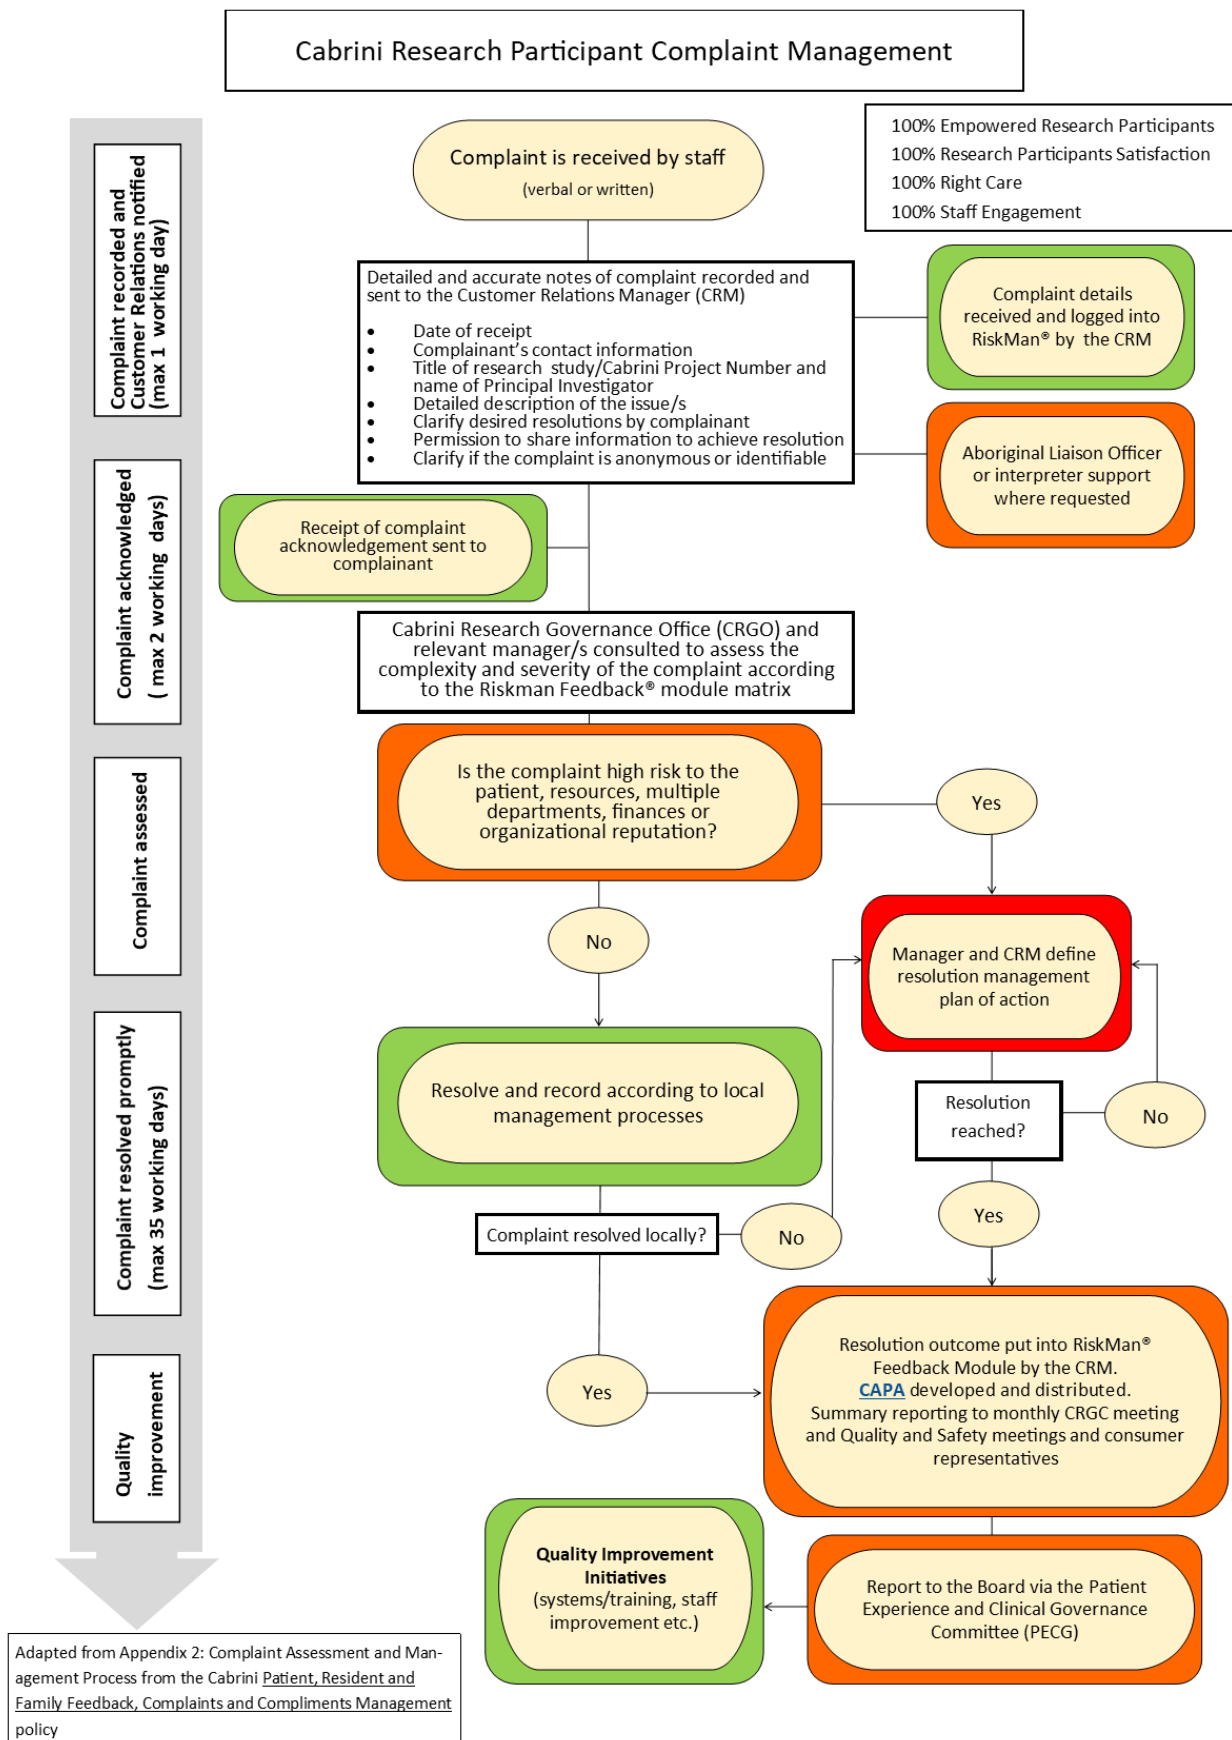 Cabrini Research Participant Complaint Management
100% Empowered Research Participants
100% Research Participants Satisfaction
100% Right Care
100% Staff Engagement
Complaint recorded and
Customer Relations notified
(max 1 working day)
Complaint is received by staff
(verbal or written)
Detailed and accurate notes of complaint recorded and
sent to the Customer Relations Manager (CRM)
• Date of receipt
• Complainant's contact information
• Title of research study/Cabrini Project Number and
name of Principal Investigator
• Detailed description of the issue/s
• Clarify desired resolutions by complainant
• Permission to share information to achieve resolution
• Clarify if the complaint is anonymous or identifiable
Complaint details
received and logged into
RiskMan® by the CRM
Aboriginal Liaison Officer
or interpreter support
where requested
Complaint acknowledged
( max 2 working days)
Receipt of complaint
acknowledgement sent to
complainant
Cabrini Research Governance Office (CRGO) and
relevant manager/s consulted to assess the
complexity and severity of the complaint according
to the Riskman Feedback® module matrix
Complaint assessed
Is the complaint high risk to the
patient, resources, multiple
departments, finances or
organizational reputation?
Yes
No
Manager and CRM define
resolution management
plan of action
Complaint resolved promptly
(max 35 working days)
Resolve and record according to local
management processes
Resolution
reached?
No
Yes
Complaint resolved locally?
No
Yes
Resolution outcome put into RiskMan®
Feedback Module by the CRM.
CAPA developed and distributed.
Summary reporting to monthly CRGC meeting
and Quality and Safety meetings and consumer
representatives
Quality
improvement
Quality Improvement
Initiatives
(systems/training, staff
improvement etc.)
Report to the Board via the Patient
Experience and Clinical Governance
Committee (PECG)
Adapted from Appendix 2: Complaint Assessment and Man-
agement Process from the Cabrini Patient, Resident and
Family Feedback, Complaints and Compliments Management
policy